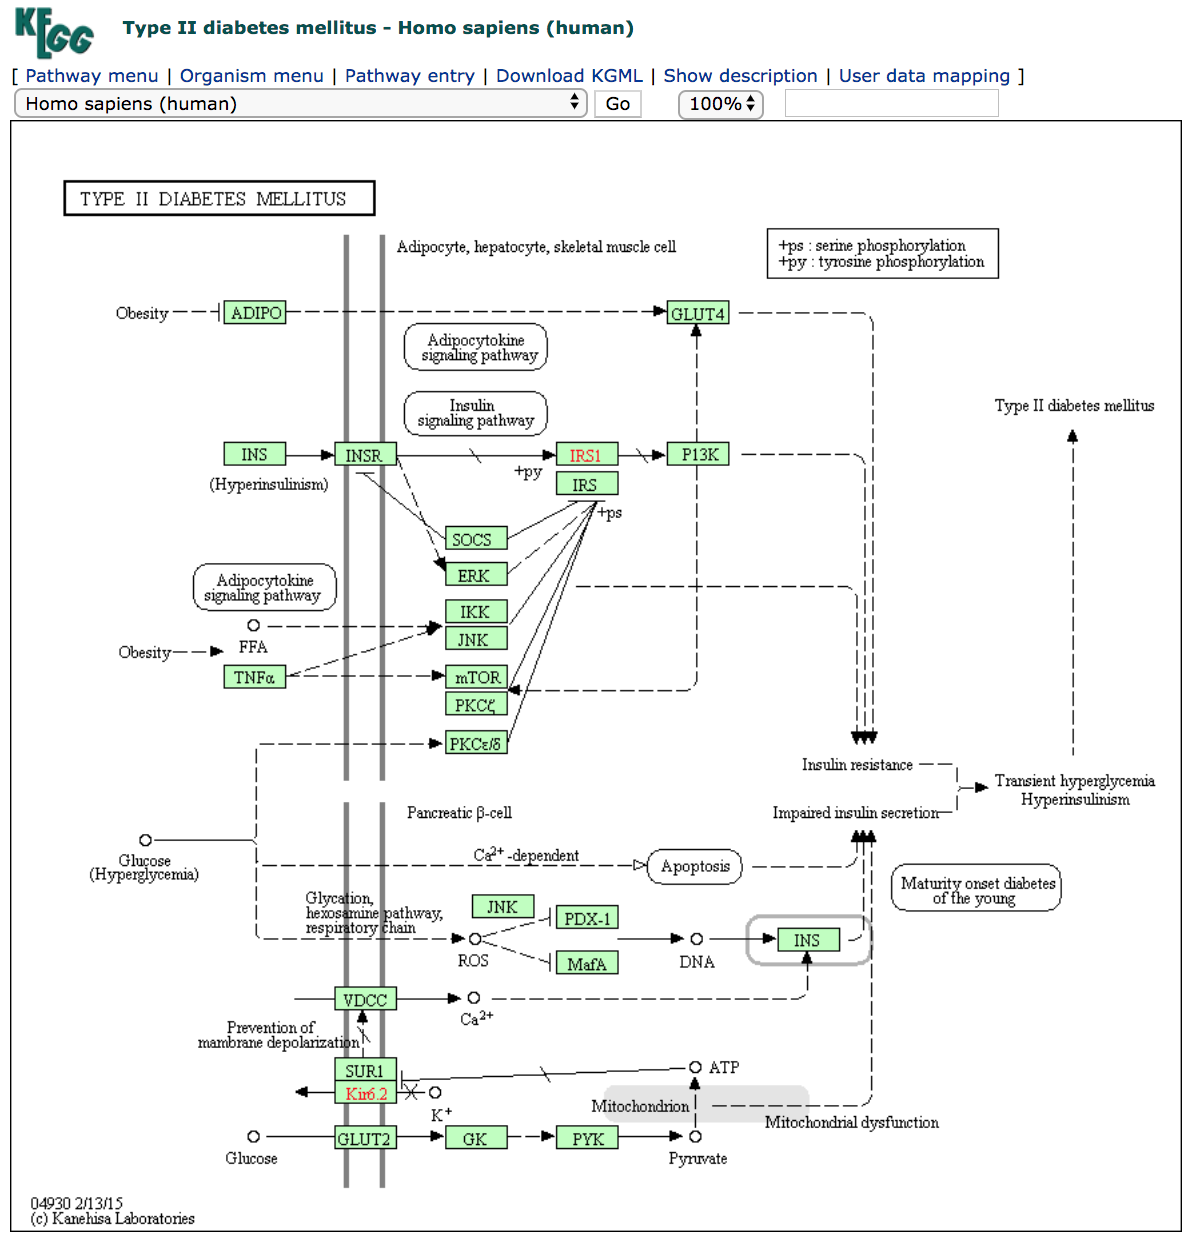 KEGG
Type II diabetes mellitus - Homo sapiens (human)
[ Pathway menu | Organism menu | Pathway entry | Download KGML | Show description | User data mapping ]
Homo sapiens (human)
Go
100%
TYPE II DIABETES MELLITUS
Adipocyte, hepatocyte, skeletal muscle cell
+ps : serine phosphorylation
+py : tyrosine phosphorylation
Obesity
ADIPO
GLUT4
Adipocytokine
signaling pathway
Insulin
signaling pathway
Type II diabetes mellitus
INS
INSR
+py
IRS1
P13K
(Hyperinsulinism)
IRS
+ps
SOCS
ERK
Adipocytokine
signaling pathway
IKK
FFA
JNK
Obesity
TNFα
mTOR
PKCζ
PKCε/δ
Insulin resistance
Transient hyperglycemia
Hyperinsulinism
Pancreatic β-cell
Impaired insulin secretion
Glucose
(Hyperglycemia)
Ca2+ -dependent
Apoptosis
Maturity onset diabetes
of the young
Glycation,
hexosamine pathway,
respiratory chain
JNK
PDX-1
ROS
MafA
DNA
INS
VDCC
Ca2+
Prevention of
membrane depolarization
SUR1
ATP
Kir6.2
K+
Mitochondrion
Mitochondrial dysfunction
Glucose
GLUT2
GK
PYK
Pyruvate
04930 2/13/15
(c) Kanehisa Laboratories